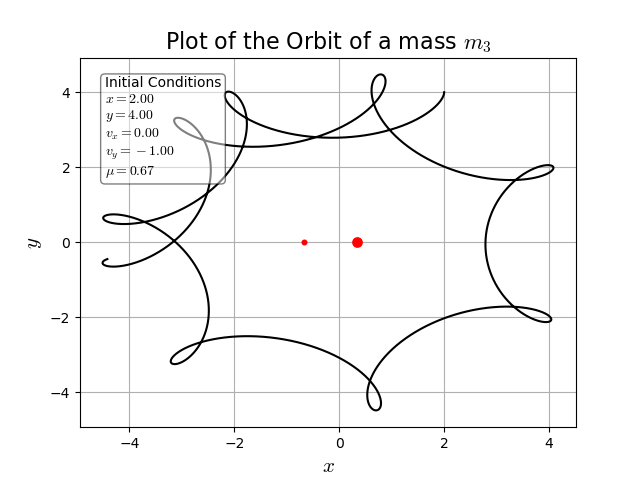 Plot of the Orbit of a mass m₃
Initial Conditions
x = 2.00
y = 4.00
vₓ = 0.00
v_y = −1.00
μ = 0.67
4
2
0
−2
−4
y
−4 −2 0 2 4
x